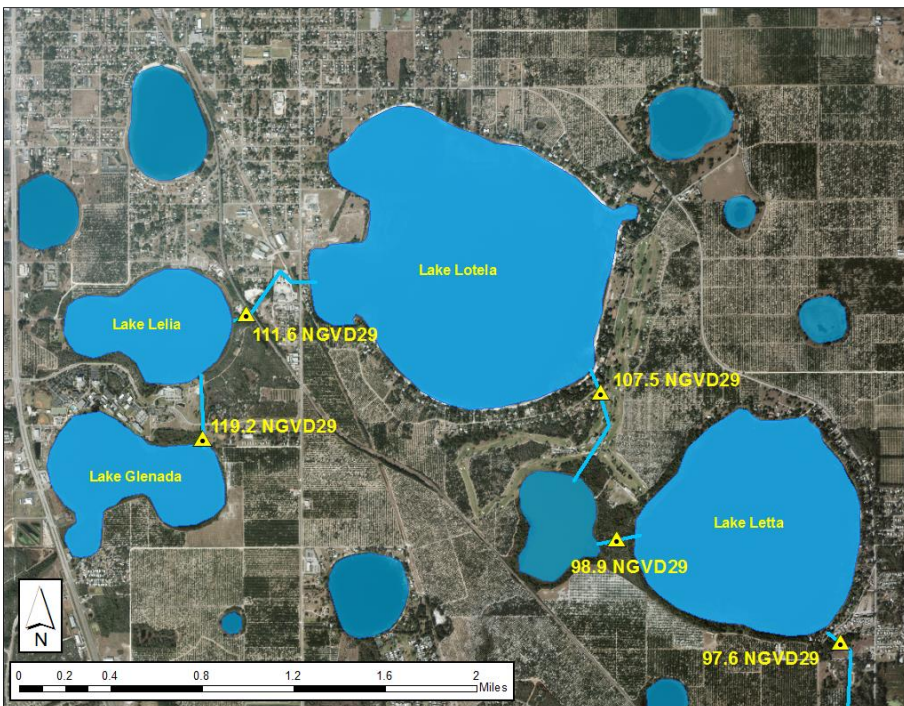 Lake Lotela
Lake Lelia
111.6 NGVD29
107.5 NGVD29
119.2 NGVD29
Lake Glenada
Lake Letta
98.9 NGVD29
97.6 NGVD29
N
0 0.2 0.4 0.8 1.2 1.6 2
Miles